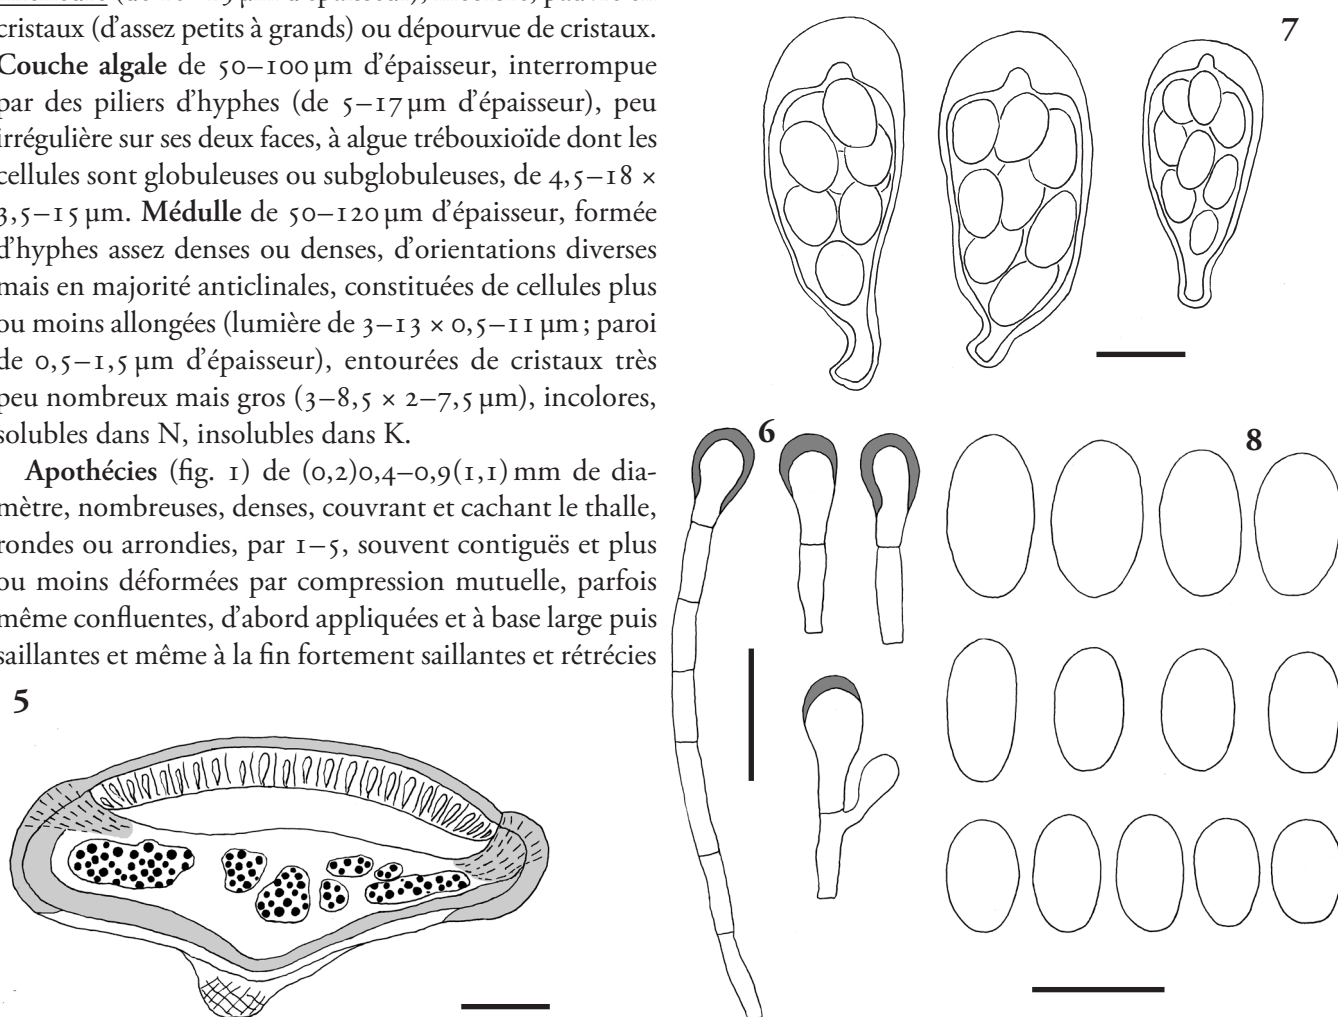 cristaux (d’assez petits à grands) ou dépourvue de cristaux.
Couche algale de 50–100 µm d’épaisseur, interrompue
par des piliers d’hyphes (de 5–17 µm d’épaisseur), peu
irrégulière sur ses deux faces, à algue trébouxioïde dont les
cellules sont globuleuses ou subglobuleuses, de 4,5–18 ×
3,5–15 µm. Médulle de 50–120 µm d’épaisseur, formée
d’hyphes assez denses ou denses, d’orientations diverses
mais en majorité anticlinales, constituées de cellules plus
ou moins allongées (lumière de 3–13 × 0,5–11 µm ; paroi
de 0,5–1,5 µm d’épaisseur), entourées de cristaux très
peu nombreux mais gros (3–8,5 × 2–7,5 µm), incolores,
solubles dans N, insolubles dans K.
Apothécies (fig. 1) de (0,2)0,4–0,9(1,1) mm de dia-
mètre, nombreuses, denses, couvrant et cachant le thalle,
rondes ou arrondies, par 1–5, souvent contiguës et plus
ou moins déformées par compression mutuelle, parfois
même confluentes, d’abord appliquées et à base large puis
saillantes et même à la fin fortement saillantes et rétrécies
5
6
7
8